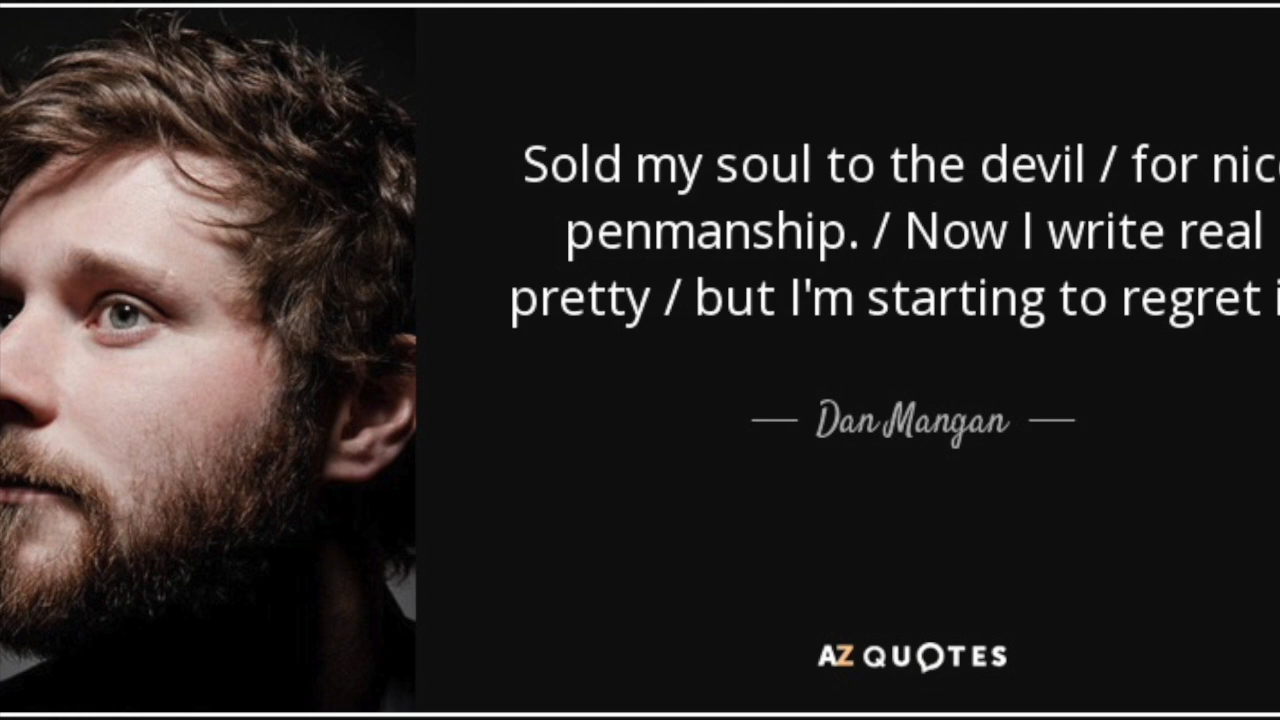 Sold my soul to the devil / for nic
penmanship. / Now I write real
pretty / but I'm starting to regret
Dan Mangan
AZ QUOTES